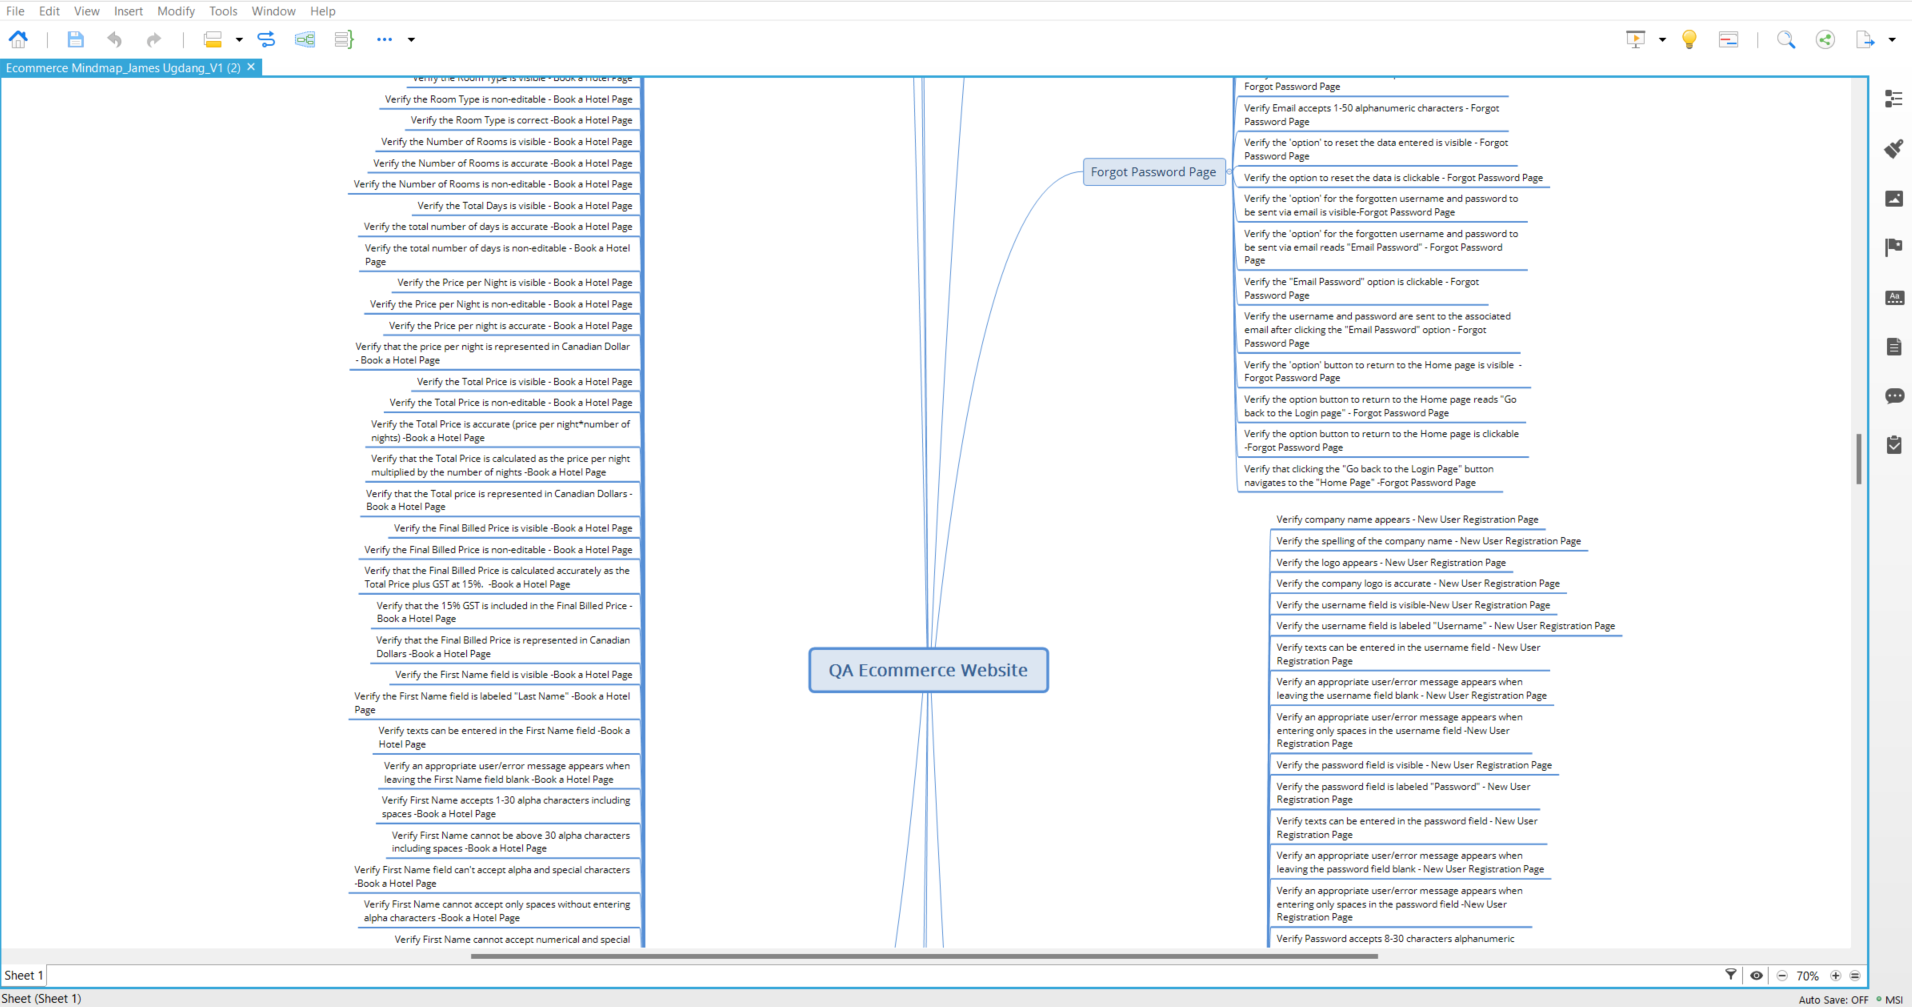 File Edit View Insert Modify Tools Window Help
Ecommerce Mindmap_James Ugdang_V1 (2)
Verify the Room Type is visible - Book a Hotel Page
Verify the Room Type is non-editable - Book a Hotel Page
Verify the Room Type is correct -Book a Hotel Page
Verify the Number of Rooms is visible - Book a Hotel Page
Verify the Number of Rooms is accurate -Book a Hotel Page
Verify the Number of Rooms is non-editable - Book a Hotel Page
Verify the Total Days is visible - Book a Hotel Page
Verify the total number of days is accurate -Book a Hotel Page
Verify the total number of days is non-editable - Book a Hotel
Page
Verify the Price per Night is visible - Book a Hotel Page
Verify the Price per Night is non-editable - Book a Hotel Page
Verify the Price per night is accurate - Book a Hotel Page
Verify that the price per night is represented in Canadian Dollar
- Book a Hotel Page
Verify the Total Price is visible - Book a Hotel Page
Verify the Total Price is non-editable - Book a Hotel Page
Verify the Total Price is accurate (price per night*number of
nights) -Book a Hotel Page
Verify that the Total Price is calculated as the price per night
multiplied by the number of nights -Book a Hotel Page
Verify that the Total price is represented in Canadian Dollars -
Book a Hotel Page
Verify the Final Billed Price is visible -Book a Hotel Page
Verify the Final Billed Price is non-editable - Book a Hotel Page
Verify that the Final Billed Price is calculated accurately as the
Total Price plus GST at 15%. -Book a Hotel Page
Verify that the 15% GST is included in the Final Billed Price -
Book a Hotel Page
Verify that the Final Billed Price is represented in Canadian
Dollars -Book a Hotel Page
Verify the First Name field is visible -Book a Hotel Page
Verify the First Name field is labeled "Last Name" -Book a Hotel
Page
Verify texts can be entered in the First Name field -Book a
Hotel Page
Verify an appropriate user/error message appears when
leaving the First Name field blank -Book a Hotel Page
Verify First Name accepts 1-30 alpha characters including
spaces -Book a Hotel Page
Verify First Name cannot be above 30 alpha characters
including spaces -Book a Hotel Page
Verify First Name field can't accept alpha and special characters
-Book a Hotel Page
Verify First Name cannot accept only spaces without entering
alpha characters -Book a Hotel Page
Verify First Name cannot accept numerical and special
QA Ecommerce Website
Forgot Password Page
Forgot Password Page
Verify Email accepts 1-50 alphanumeric characters - Forgot
Password Page
Verify the 'option' to reset the data entered is visible - Forgot
Password Page
Verify the option to reset the data is clickable - Forgot Password Page
Verify the 'option' for the forgotten username and password to
be sent via email is visible-Forgot Password Page
Verify the 'option' for the forgotten username and password to
be sent via email reads "Email Password" - Forgot Password
Page
Verify the "Email Password" option is clickable - Forgot
Password Page
Verify the username and password are sent to the associated
email after clicking the "Email Password" option - Forgot
Password Page
Verify the 'option' button to return to the Home page is visible -
Forgot Password Page
Verify the option button to return to the Home page reads "Go
back to the Login page" - Forgot Password Page
Verify the option button to return to the Home page is clickable
-Forgot Password Page
Verify that clicking the "Go back to the Login Page" button
navigates to the "Home Page" -Forgot Password Page
Verify company name appears - New User Registration Page
Verify the spelling of the company name - New User Registration Page
Verify the logo appears - New User Registration Page
Verify the company logo is accurate - New User Registration Page
Verify the username field is visible-New User Registration Page
Verify the username field is labeled "Username" - New User Registration Page
Verify texts can be entered in the username field - New User
Registration Page
Verify an appropriate user/error message appears when
leaving the username field blank - New User Registration Page
Verify an appropriate user/error message appears when
entering only spaces in the username field -New User
Registration Page
Verify the password field is visible - New User Registration Page
Verify the password field is labeled "Password" - New User
Registration Page
Verify texts can be entered in the password field - New User
Registration Page
Verify an appropriate user/error message appears when
leaving the password field blank - New User Registration Page
Verify an appropriate user/error message appears when
entering only spaces in the password field -New User
Registration Page
Verify Password accepts 8-30 characters alphanumeric
Aa
Sheet 1
70%
Sheet (Sheet 1)
Auto Save: OFF
MSI